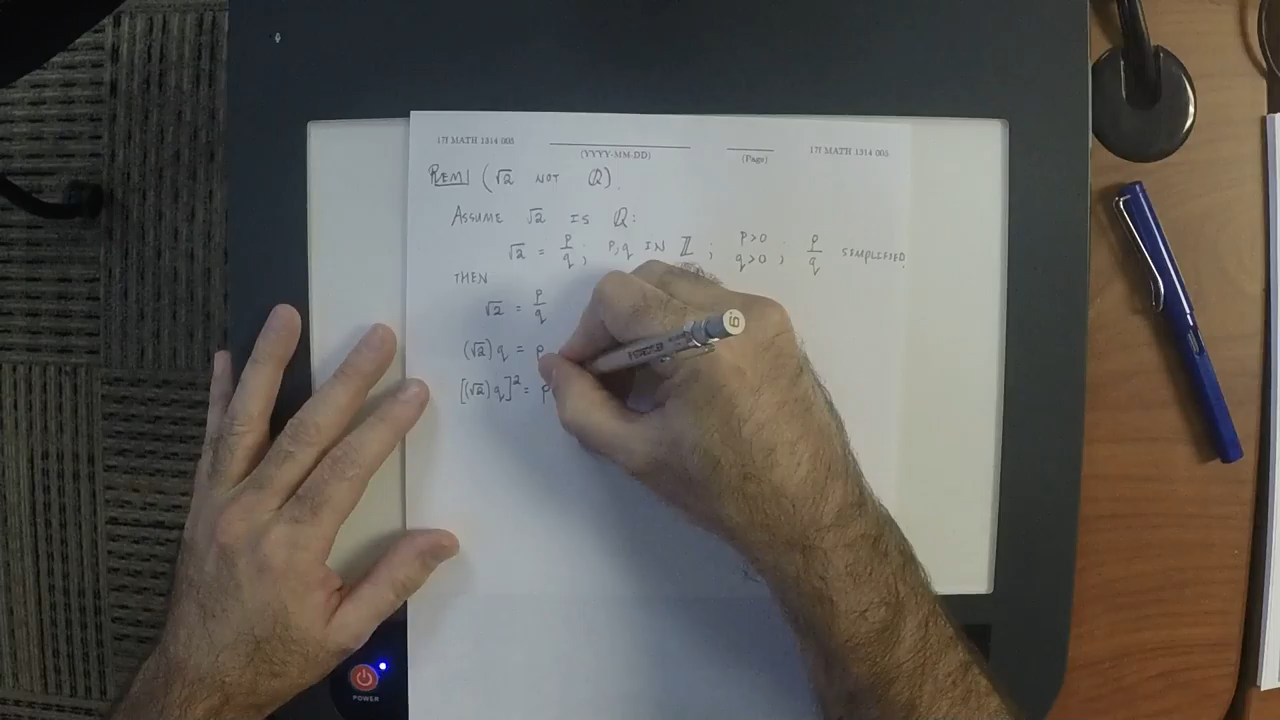 17F MATH 1314 005 (YYYY-MM-DD) (Page) 17F MATH 1314 005
(√2 NOT ℚ)
ASSUME √2 IS ℚ:
√2 = p/q ; p,q IN ℤ ; p>0 q>0 ; p/q SIMPLIFIED.
THEN
√2 = p/q
(√2) q = p
[(√2) q]² = p
POWER